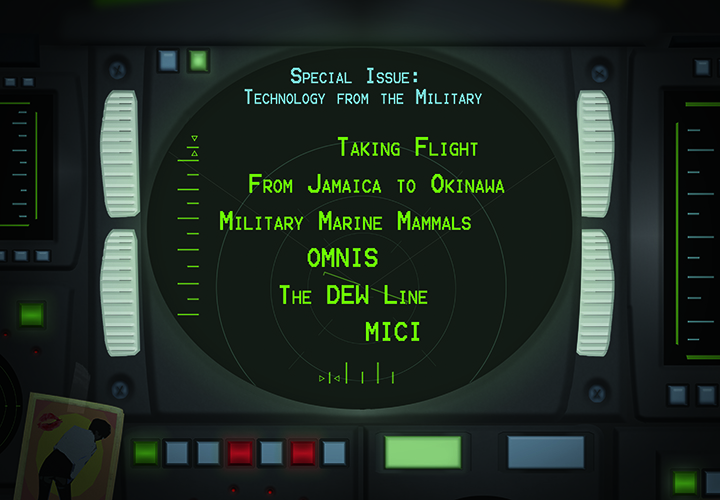 Special Issue:
Technology from the Military
Taking Flight
From Jamaica to Okinawa
Military Marine Mammals
OMNIS
The DEW Line
MICI